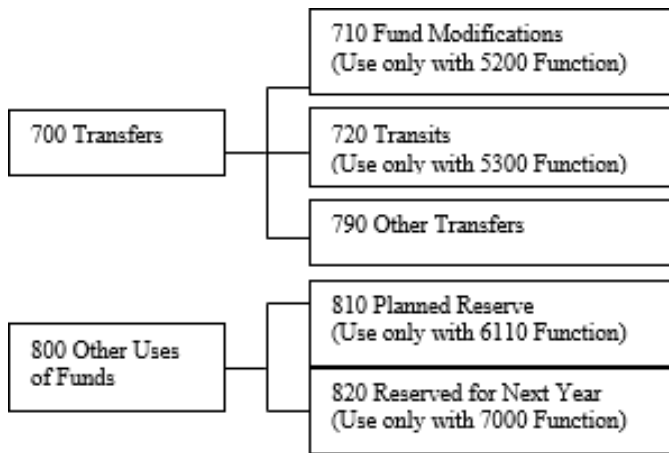 710 Fund Modifications
(Use only with 5200 Function)
700 Transfers
720 Transits
(Use only with 5300 Function)
790 Other Transfers
810 Planned Reserve
(Use only with 6110 Function)
800 Other Uses
of Funds
820 Reserved for Next Year
(Use only with 7000 Function)